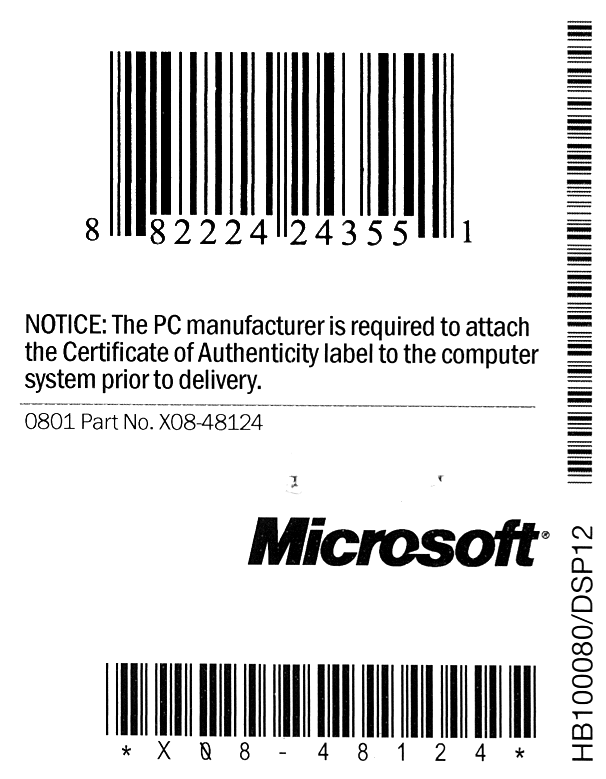 8 82224 24355 1
NOTICE: The PC manufacturer is required to attach
the Certificate of Authenticity label to the computer
system prior to delivery.
0801 Part No. X08-48124
Microsoft®
*X08-48124*
HB100080/DSP12